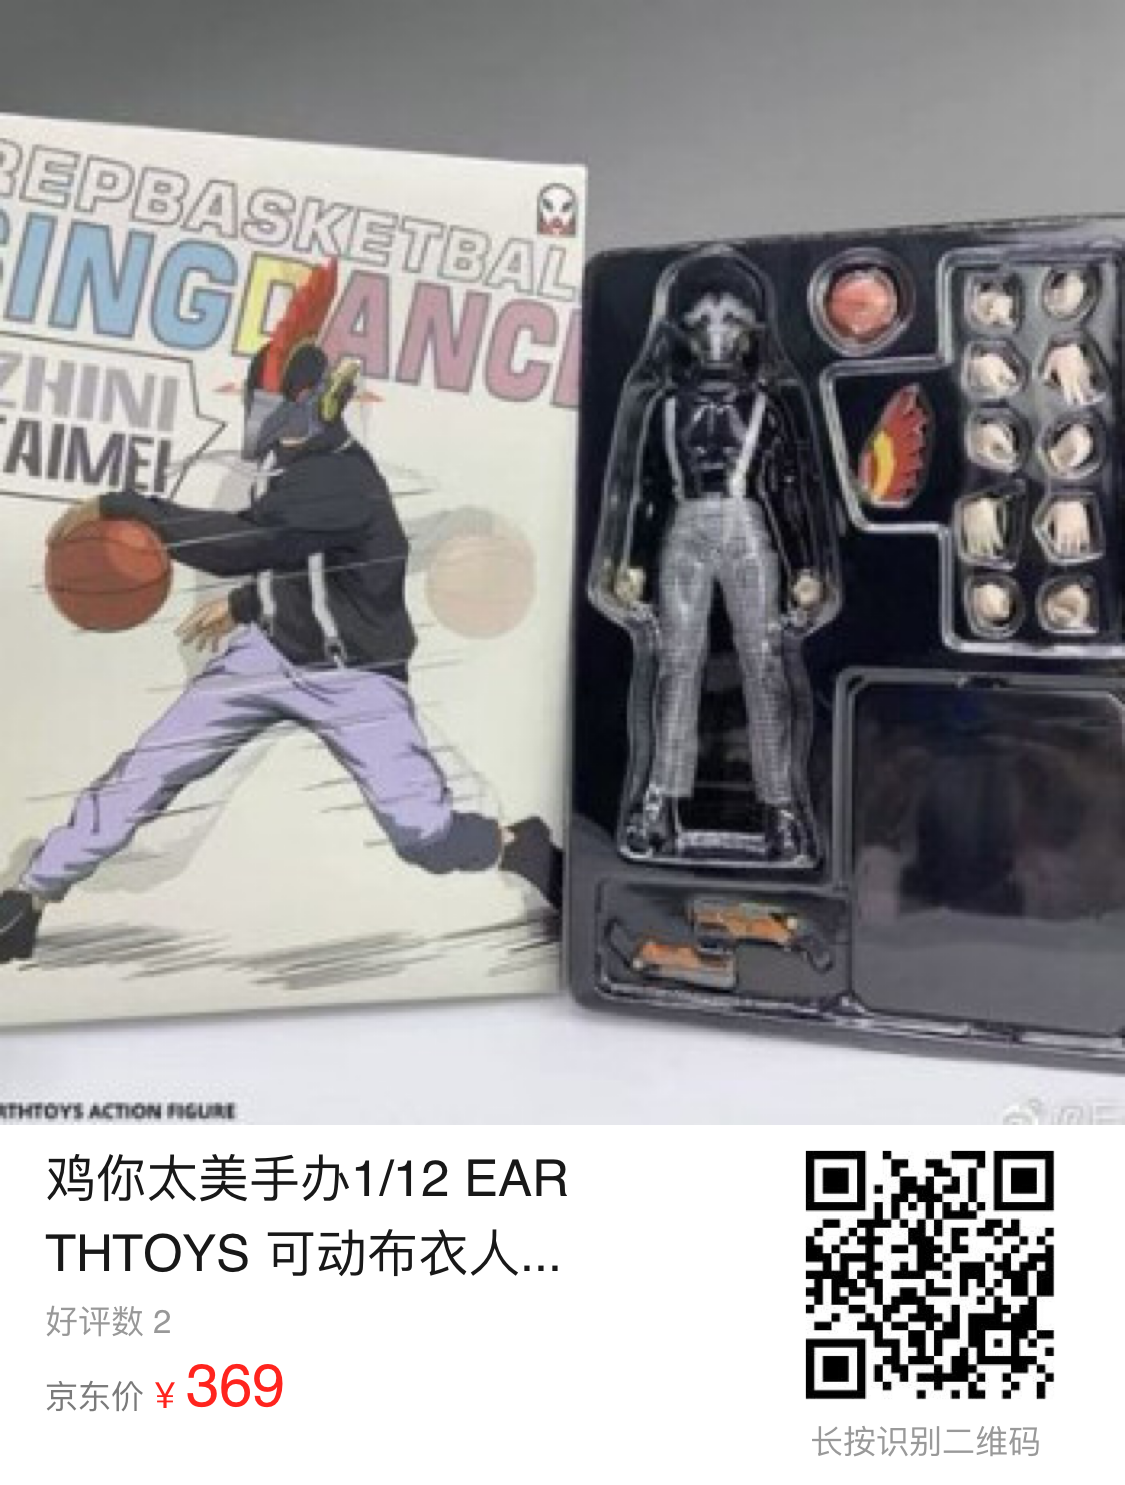 REPBASKETBAL
SINGDANC
ZHINI
TAIMEI
RTHTOYS ACTION FIGURE
鸡你太美手办1/12 EAR
THTOYS 可动布衣人...
好评数 2
京东价 ¥ 369
长按识别二维码